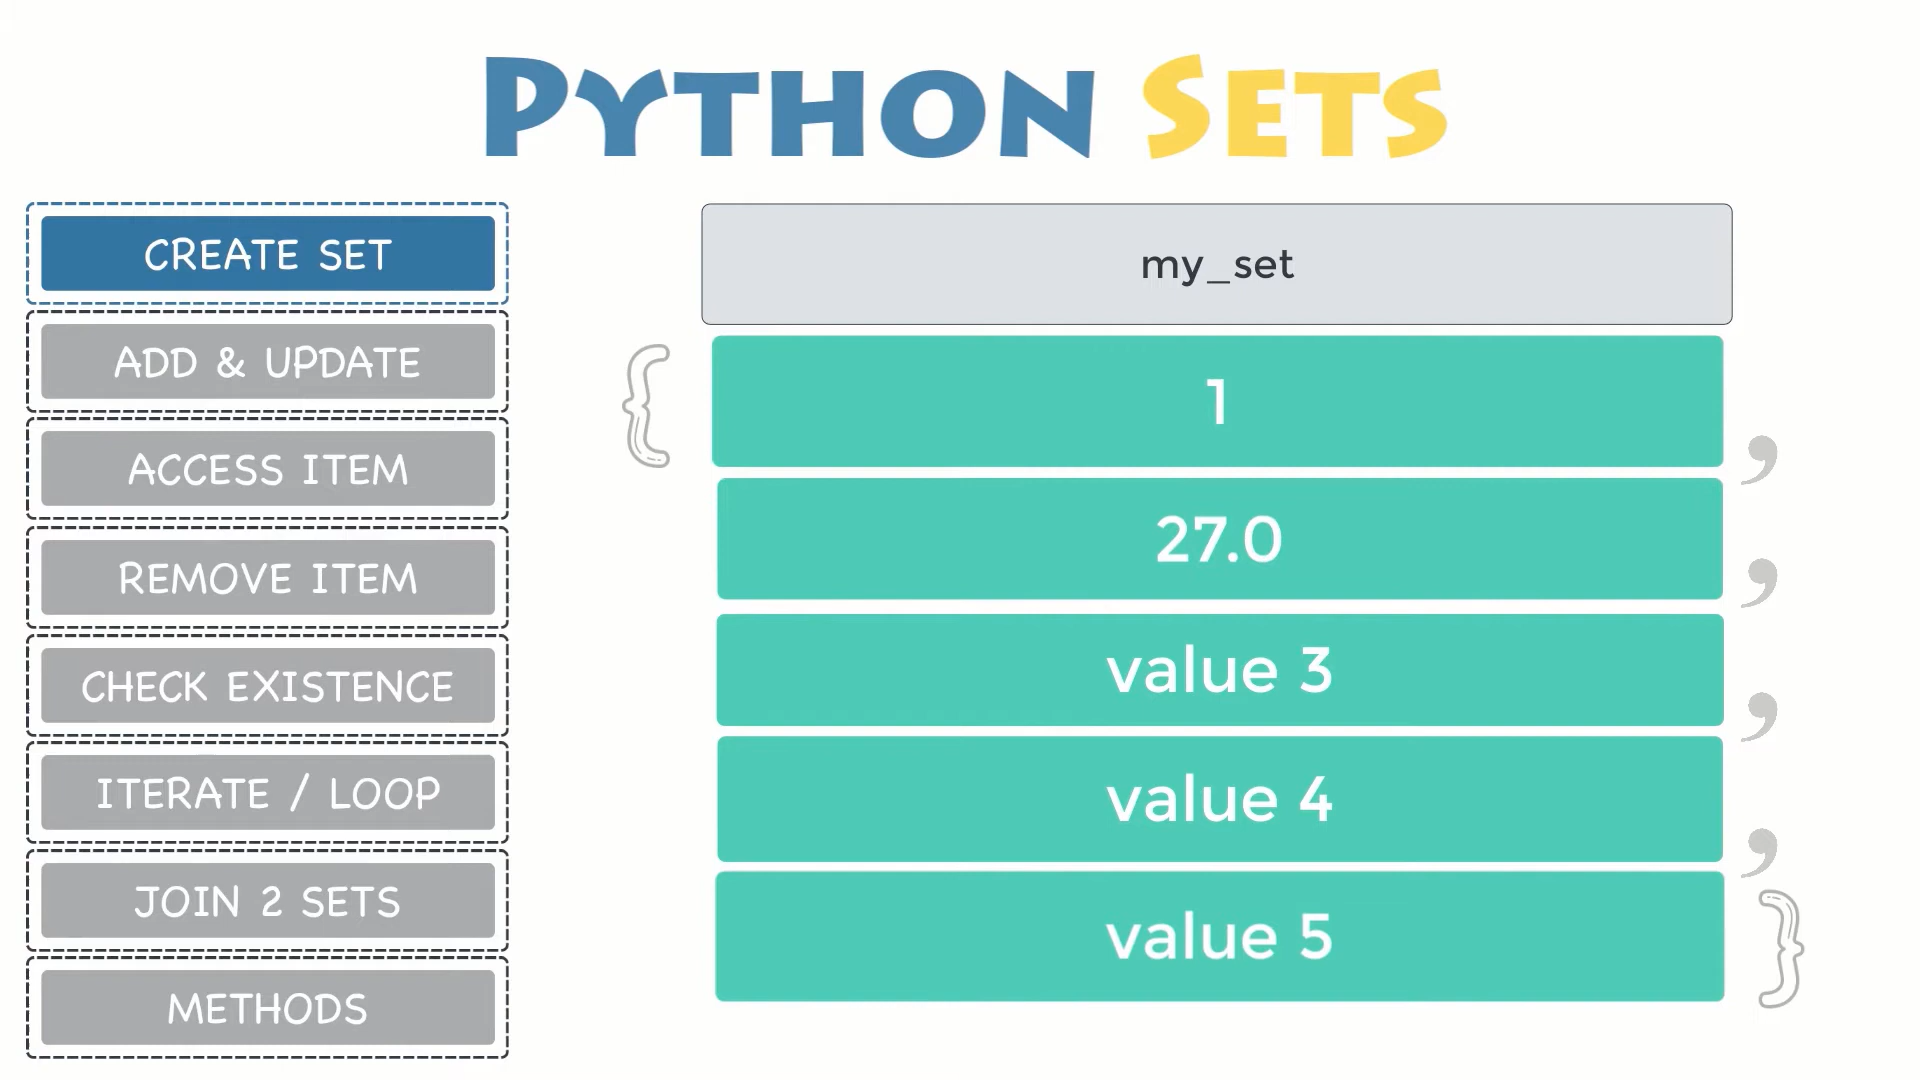 PYTHON SETS
CREATE SET
ADD & UPDATE
ACCESS ITEM
REMOVE ITEM
CHECK EXISTENCE
ITERATE / LOOP
JOIN 2 SETS
METHODS
my_set
{ 1 ,
27.0 ,
value 3 ,
value 4 ,
value 5 }